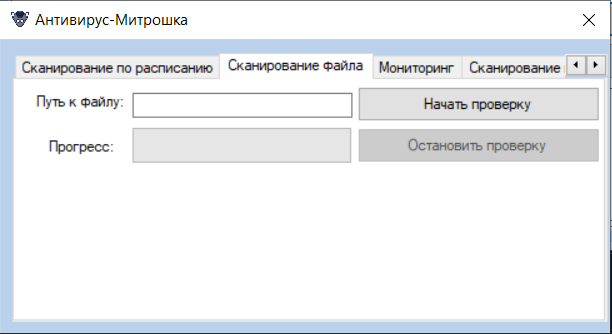 Антивирус-Митрошка
Сканирование по расписанию Сканирование файла Мониторинг Сканирование
Путь к файлу: Начать проверку
Прогресс: Остановить проверку